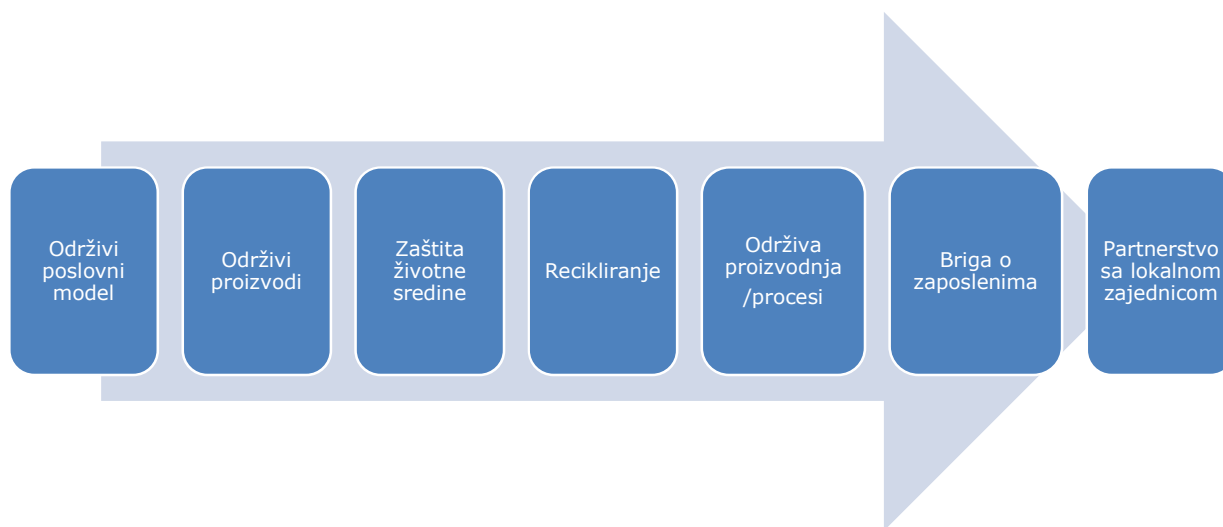 Održivi
poslovni
model
Održivi
proizvodi
Zaštita
životne
sredine
Recikliranje
Održiva
proizvodnja
/procesi
Briga o
zaposlenima
Partnerstvo
sa lokalnom
zajednicom